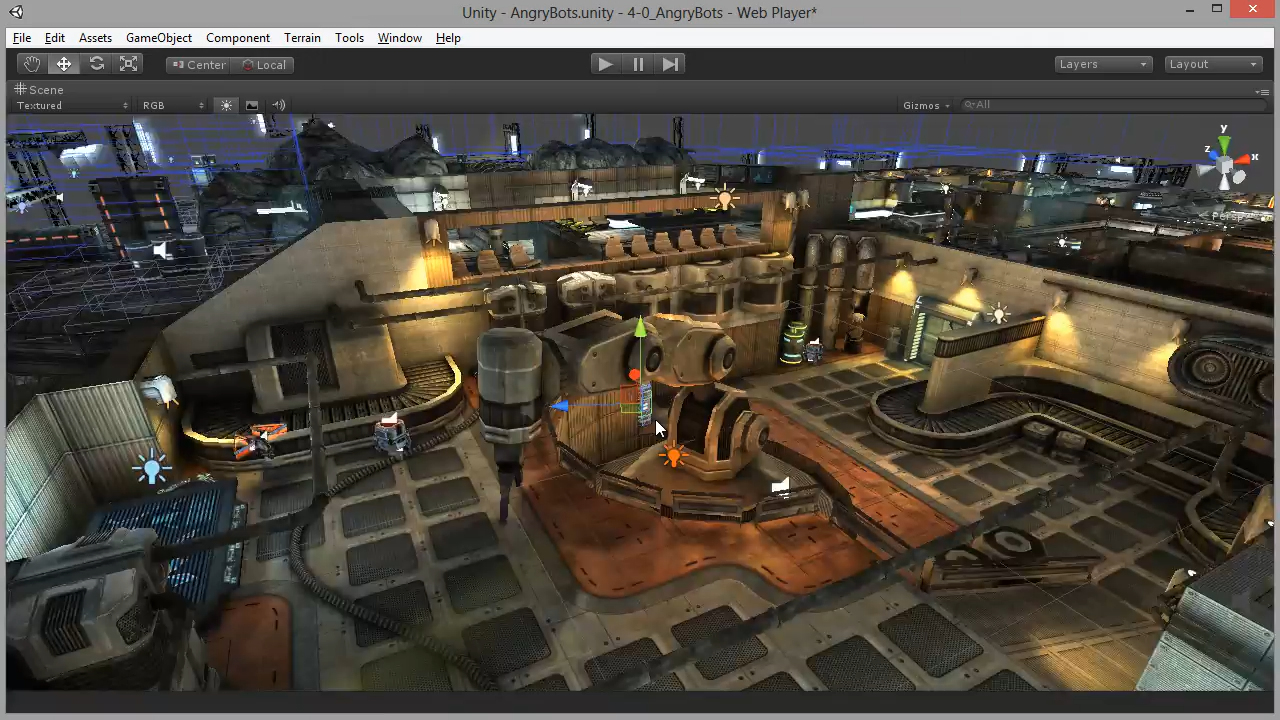 Unity - AngryBots.unity - 4-0_AngryBots - Web Player*
File Edit Assets GameObject Component Terrain Tools Window Help
Center Local Layers Layout
Scene
Textured RGB Gizmos All
y
z x